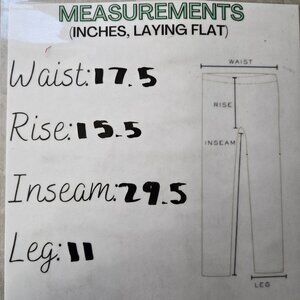 MEASUREMENTS
(INCHES, LAYING FLAT)
Waist: 17.5
WAIST
RISE
Rise: 15.5
INSEAM
Inseam: 29.5
Leg: 11
LEG